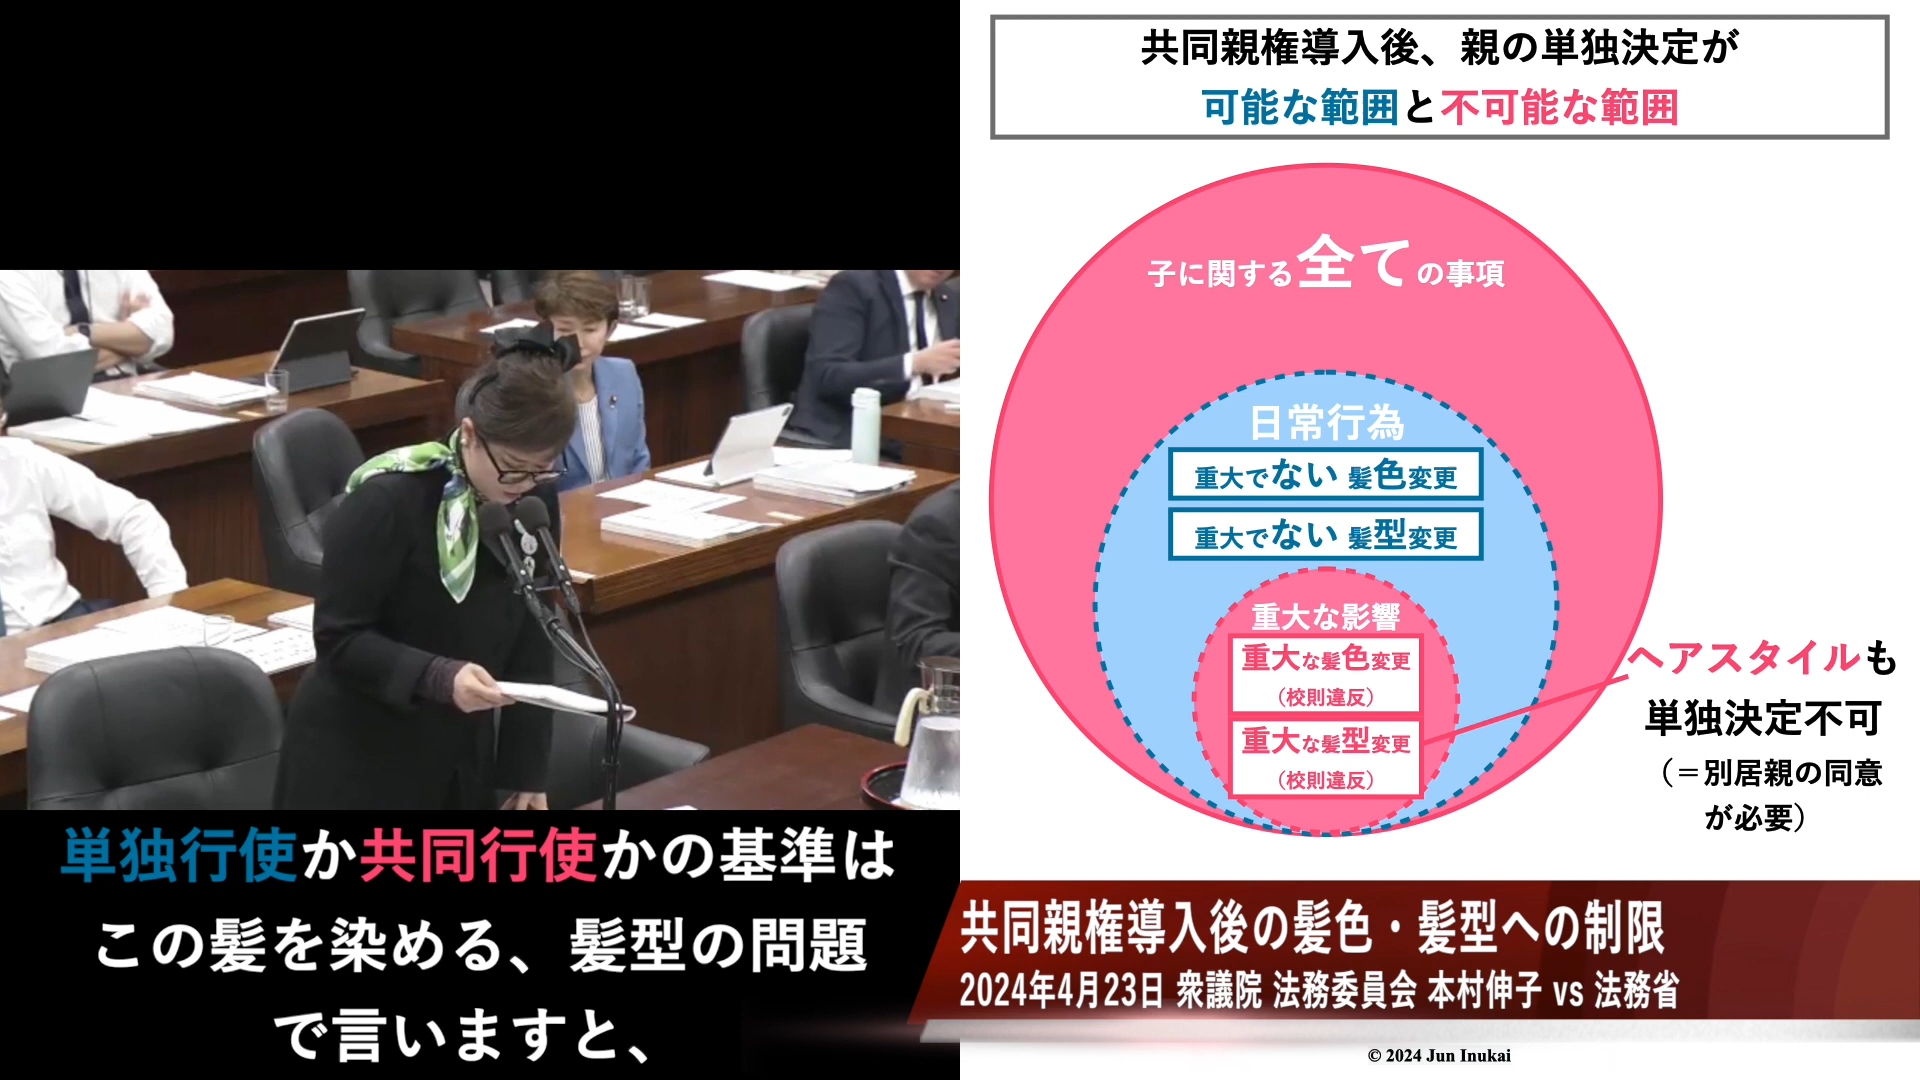 共同親権導入後、親の単独決定が
可能な範囲と不可能な範囲
子に関する全ての事項
日常行為
重大でない 髪色変更
重大でない 髪型変更
重大な影響
重大な髪色変更
（校則違反）
重大な髪型変更
（校則違反）
ヘアスタイルも
単独決定不可
（＝別居親の同意
が必要）
単独行使か共同行使かの基準は
この髪を染める、髪型の問題
で言いますと、
共同親権導入後の髪色・髪型への制限
2024年4月23日 衆議院 法務委員会 本村伸子 vs 法務省
© 2024 Jun Inukai